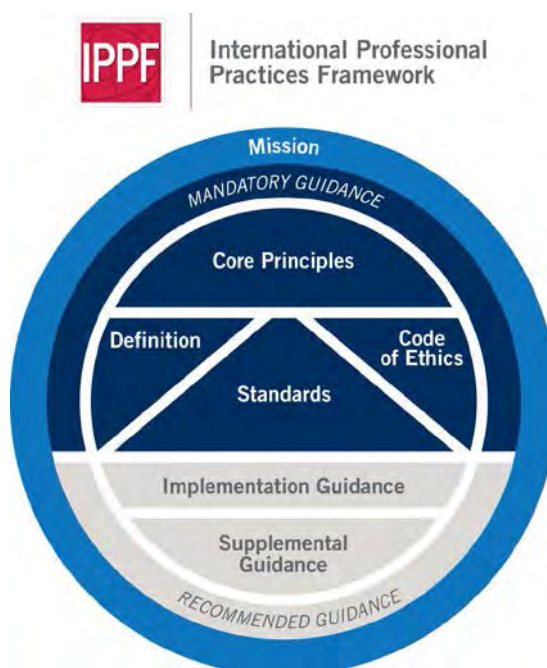 IPPF
International Professional
Practices Framework
Mission
MANDATORY GUIDANCE
Core Principles
Definition
Code
of Ethics
Standards
Implementation Guidance
Supplemental
Guidance
RECOMMENDED GUIDANCE